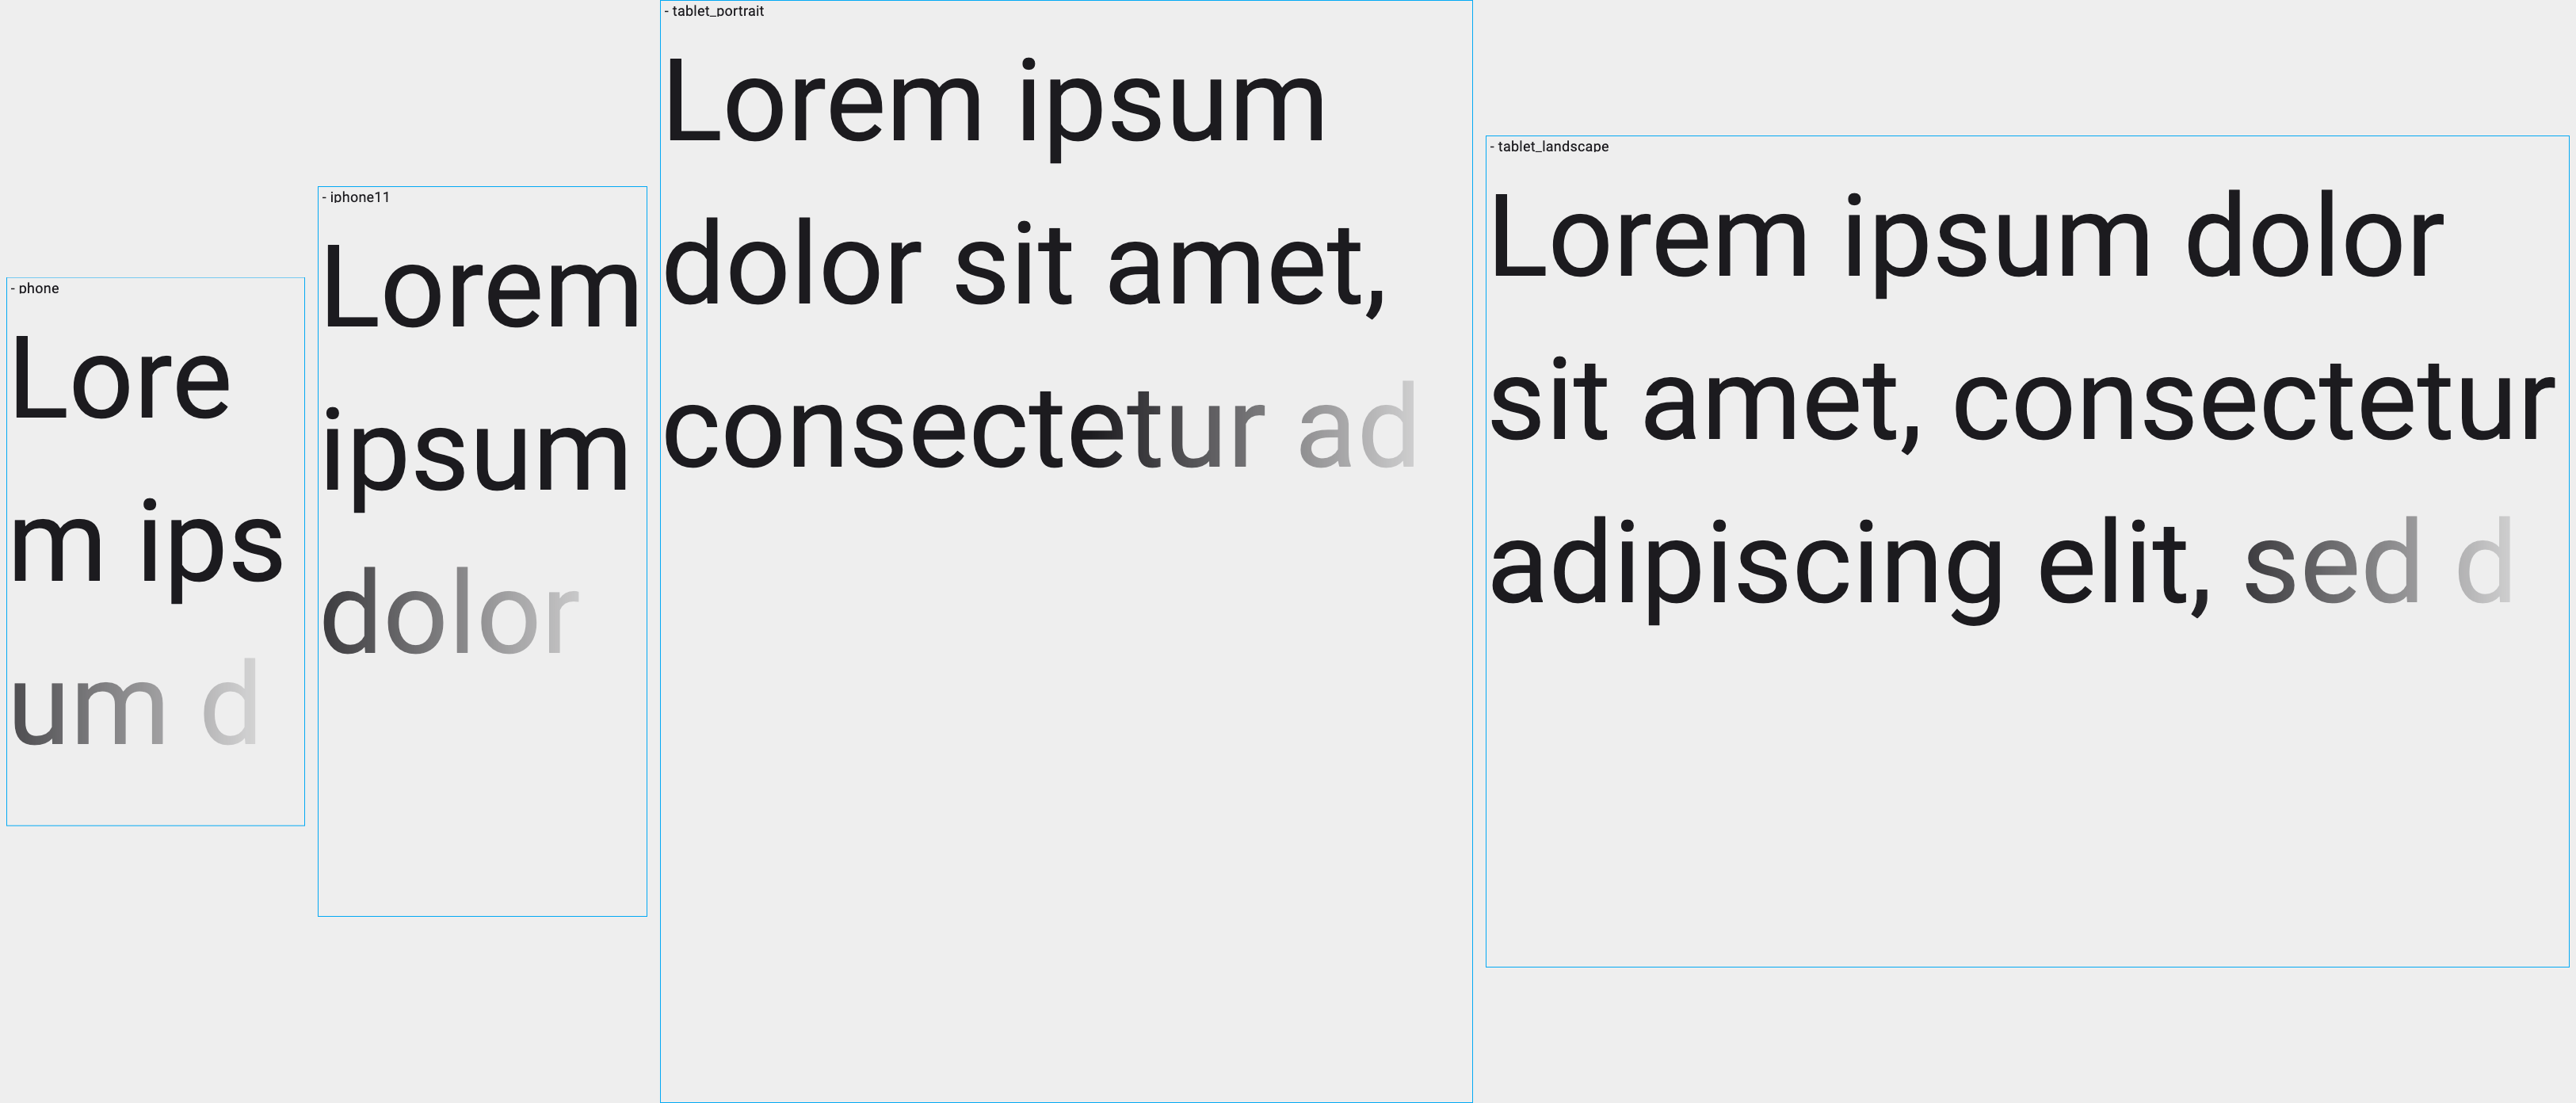 - phone
Lore
m ips
um d
- iphone11
Lorem
ipsum
dolor
- tablet_portrait
Lorem ipsum
dolor sit amet,
consectetur ad
- tablet_landscape
Lorem ipsum dolor
sit amet, consectetur
adipiscing elit, sed d